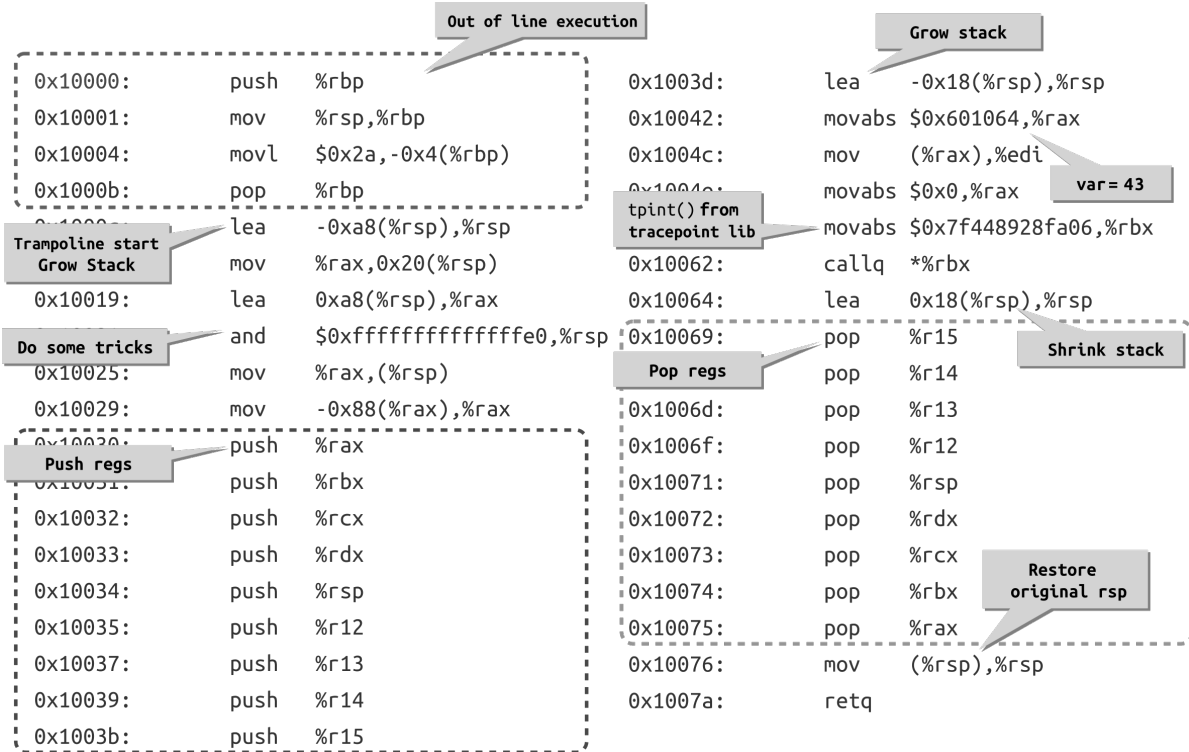 Out of line execution
0x10000: push %rbp
0x10001: mov %rsp,%rbp
0x10004: movl $0x2a,-0x4(%rbp)
0x1000b: pop %rbp
lea -0xa8(%rsp),%rsp
Trampoline start
Grow Stack
mov %rax,0x20(%rsp)
0x10019: lea 0xa8(%rsp),%rax
Do some tricks
and $0xffffffffffffffe0,%rsp
0x10025: mov %rax,(%rsp)
0x10029: mov -0x88(%rax),%rax
0x10030: push %rax
Push regs
0x10031: push %rbx
0x10032: push %rcx
0x10033: push %rdx
0x10034: push %rsp
0x10035: push %r12
0x10037: push %r13
0x10039: push %r14
0x1003b: push %r15
Grow stack
0x1003d: lea -0x18(%rsp),%rsp
0x10042: movabs $0x601064,%rax
0x1004c: mov (%rax),%edi
var = 43
0x1004e: movabs $0x0,%rax
tpint() from
tracepoint lib
movabs $0x7f448928fa06,%rbx
0x10062: callq *%rbx
0x10064: lea 0x18(%rsp),%rsp
Shrink stack
0x10069: pop %r15
Pop regs
pop %r14
0x1006d: pop %r13
0x1006f: pop %r12
0x10071: pop %rsp
0x10072: pop %rdx
0x10073: pop %rcx
0x10074: pop %rbx
Restore
original rsp
0x10075: pop %rax
0x10076: mov (%rsp),%rsp
0x1007a: retq